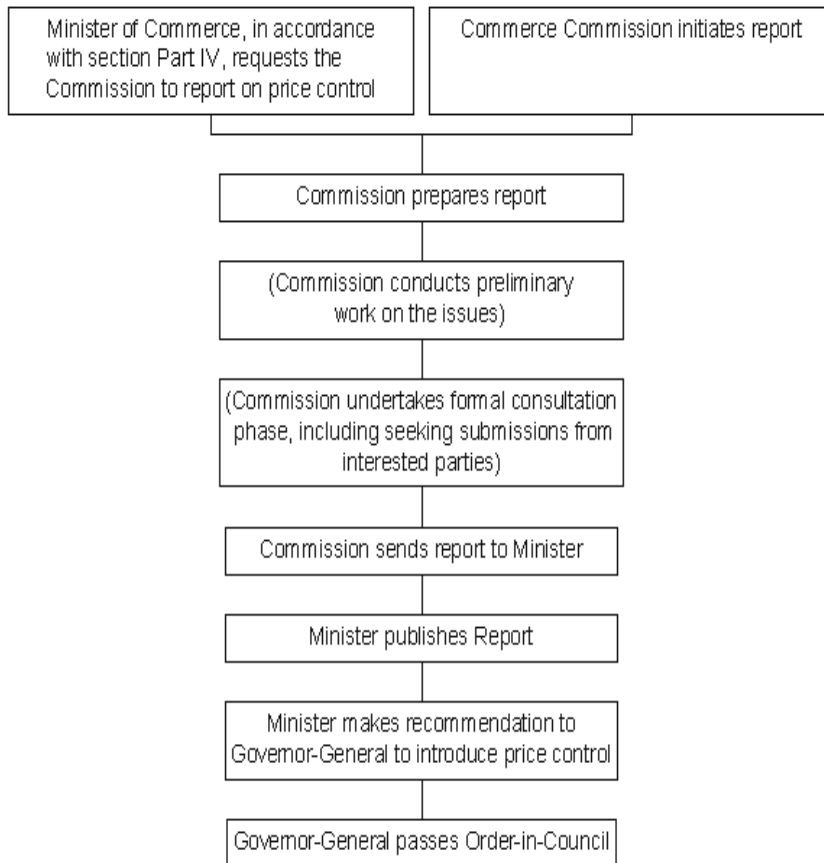 Minister of Commerce, in accordance
with section Part IV, requests the
Commission to report on price control
Commerce Commission initiates report
Commission prepares report
(Commission conducts preliminary
work on the issues)
(Commission undertakes formal consultation
phase, including seeking submissions from
interested parties)
Commission sends report to Minister
Minister publishes Report
Minister makes recommendation to
Governor-General to introduce price control
Governor-General passes Order-in-Council